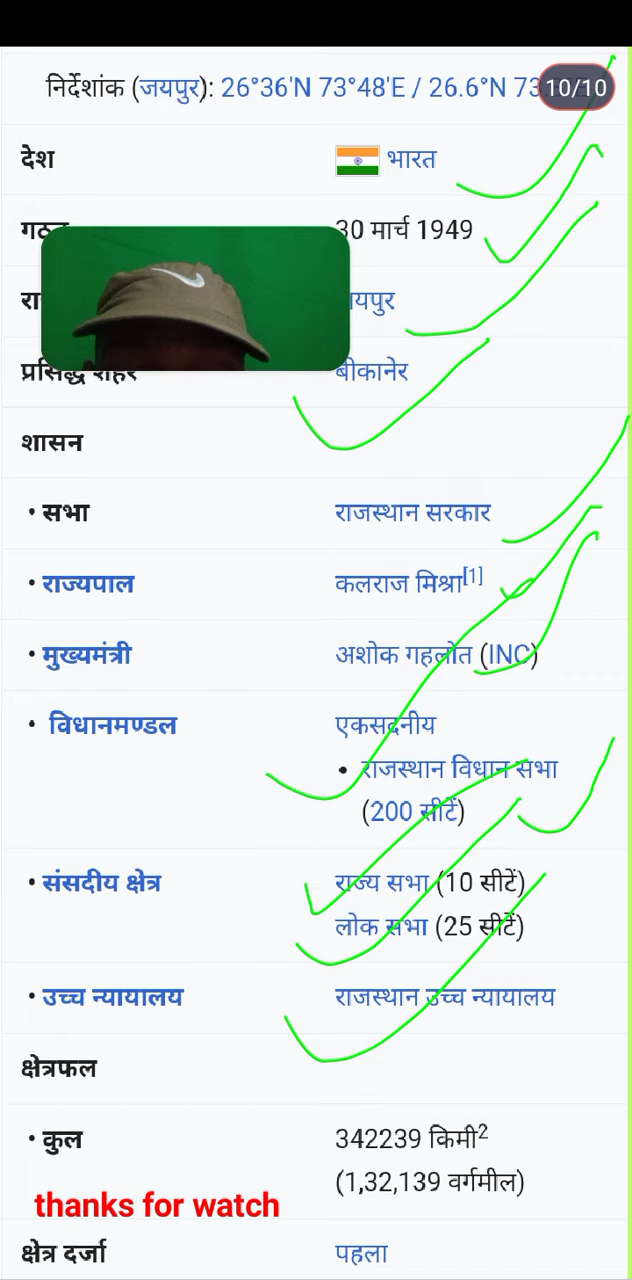 निर्देशांक (जयपुर): 26°36'N 73°48'E / 26.6°N
10/10
देश भारत
30 मार्च 1949
प्रसिद्ध शहर बीकानेर
शासन
• सभा राजस्थान सरकार
• राज्यपाल कलराज मिश्रा[1]
• मुख्यमंत्री अशोक गहलोत (INC)
• विधानमण्डल एकसदनीय
• राजस्थान विधान सभा
(200 सीटें)
• संसदीय क्षेत्र राज्य सभा (10 सीटें)
लोक सभा (25 सीटें)
• उच्च न्यायालय राजस्थान उच्च न्यायालय
क्षेत्रफल
• कुल 342239 किमी2
(1,32,139 वर्गमील)
thanks for watch
क्षेत्र दर्जा पहला